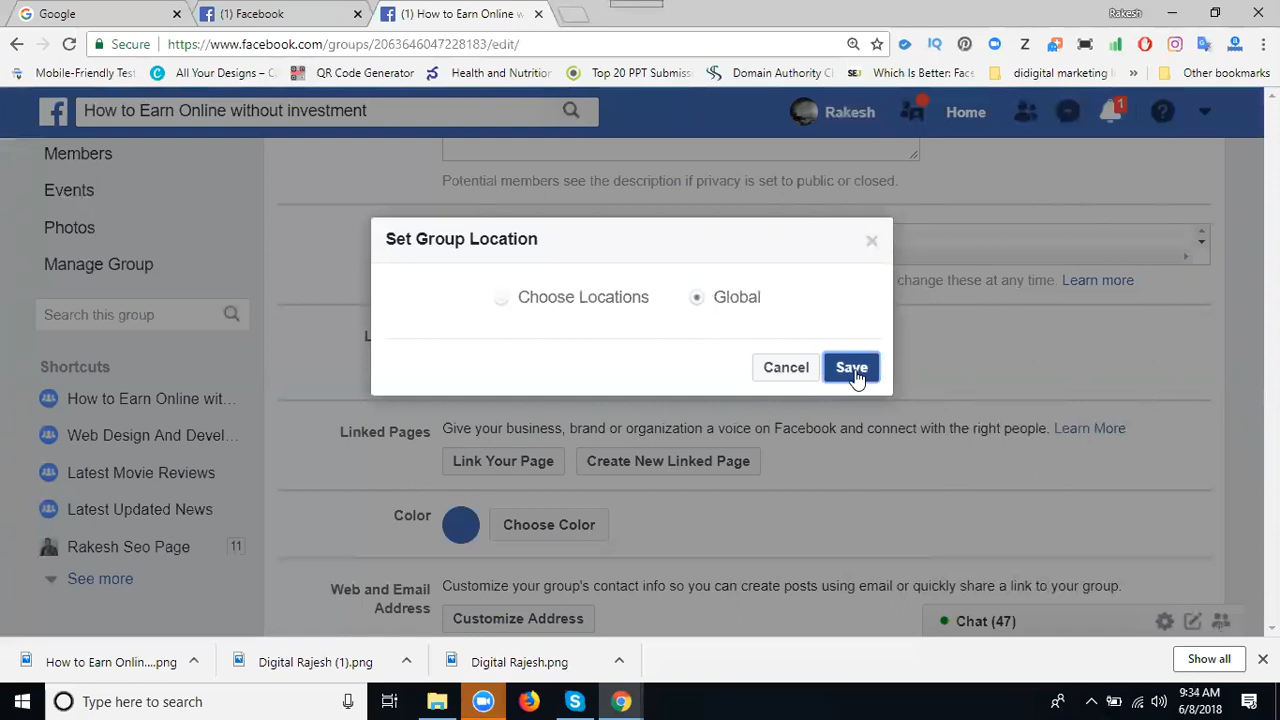 Google
(1) Facebook
(1) How to Earn Online w
Rakesh
Secure
https://www.facebook.com/groups/2063646047228183/edit/
Mobile-Friendly Test
All Your Designs – C
QR Code Generator
Health and Nutritio
Top 20 PPT Submiss
Domain Authority C
Which Is Better: Face
didigital marketing
Other bookmarks
How to Earn Online without investment
Rakesh
Home
1
Members
Events
Photos
Manage Group
Search this group
Shortcuts
How to Earn Online wit...
Web Design And Devel...
Latest Movie Reviews
Latest Updated News
Rakesh Seo Page
11
See more
Potential members see the description if privacy is set to public or closed.
change these at any time. Learn more
Set Group Location
Choose Locations
Global
Cancel
Save
Linked Pages
Give your business, brand or organization a voice on Facebook and connect with the right people. Learn More
Link Your Page
Create New Linked Page
Color
Choose Color
Web and Email Address
Customize your group's contact info so you can create posts using email or quickly share a link to your group.
Customize Address
Chat (47)
How to Earn Onlin....png
Digital Rajesh (1).png
Digital Rajesh.png
Show all
Type here to search
9:34 AM
6/8/2018